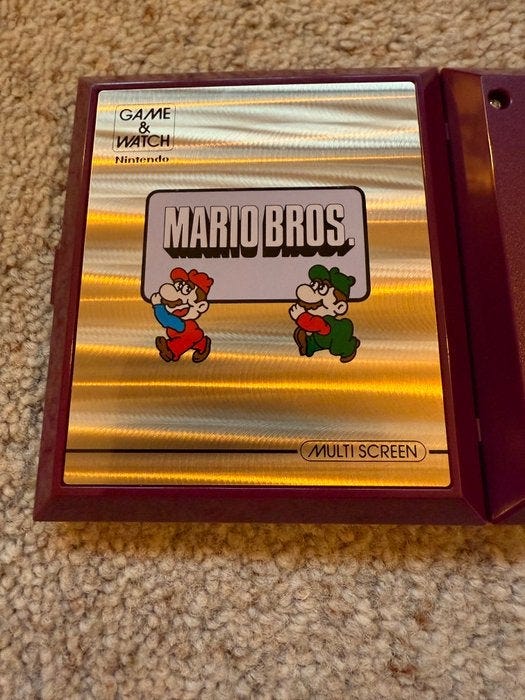 GAME
&
WATCH
Nintendo
MARIO BROS.
MULTI SCREEN